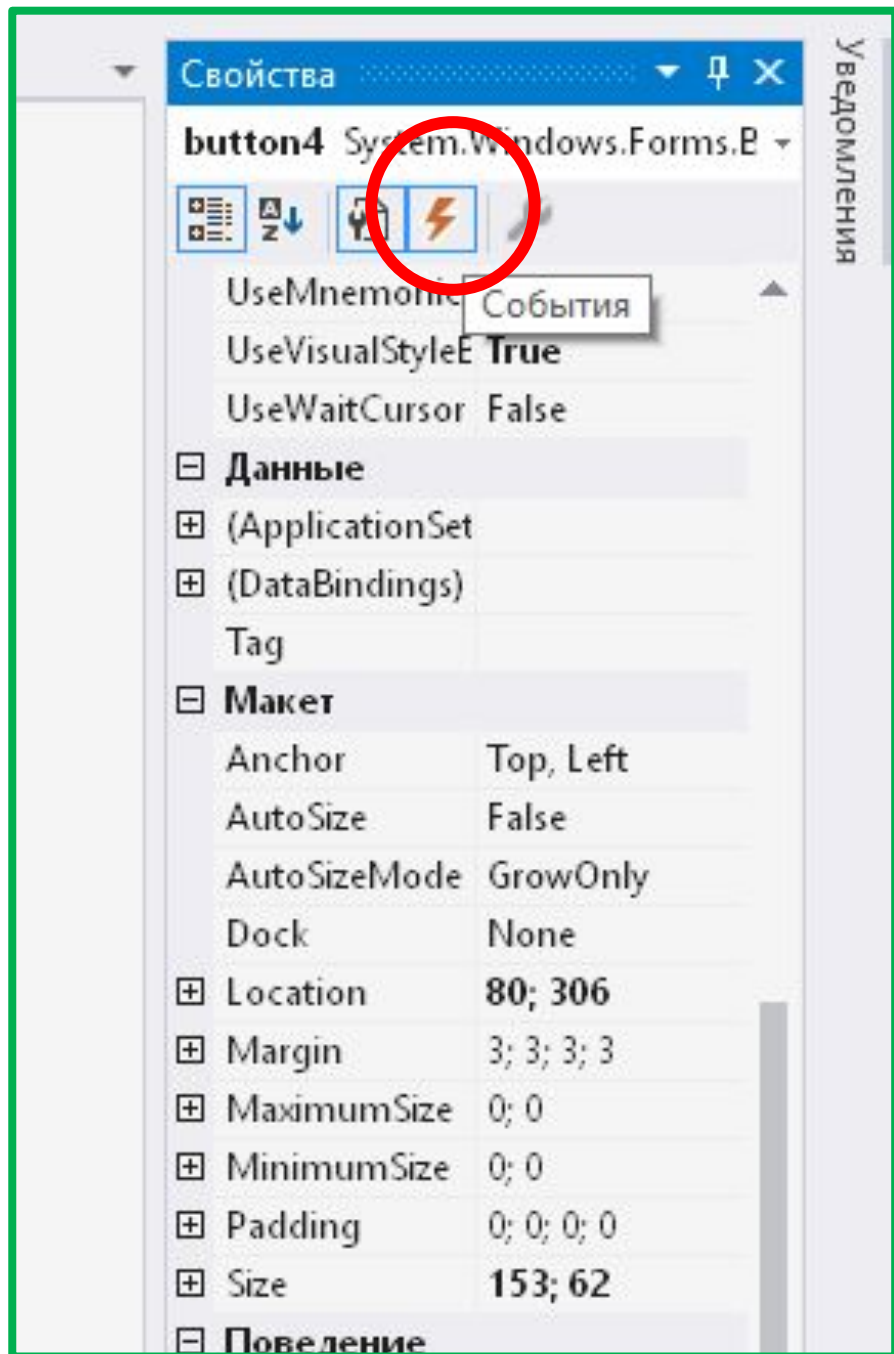 Свойства
button4 System.Windows.Forms.B
UseMnemonic
События
UseVisualStyleE True
UseWaitCursor False
Данные
(ApplicationSet
(DataBindings)
Tag
Макет
Anchor Top, Left
AutoSize False
AutoSizeMode GrowOnly
Dock None
Location 80; 306
Margin 3; 3; 3; 3
MaximumSize 0; 0
MinimumSize 0; 0
Padding 0; 0; 0; 0
Size 153; 62
Поведение
Уведомления